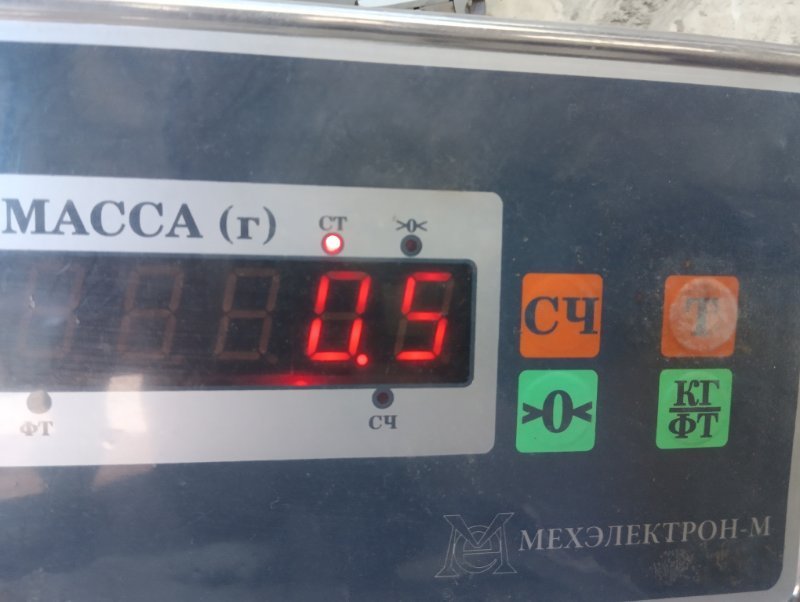 МАССА (г)
СТ >0<
0.5
ФТ СЧ
СЧ Т
>0< КГ
ФТ
МЕХЭЛЕКТРОН-М